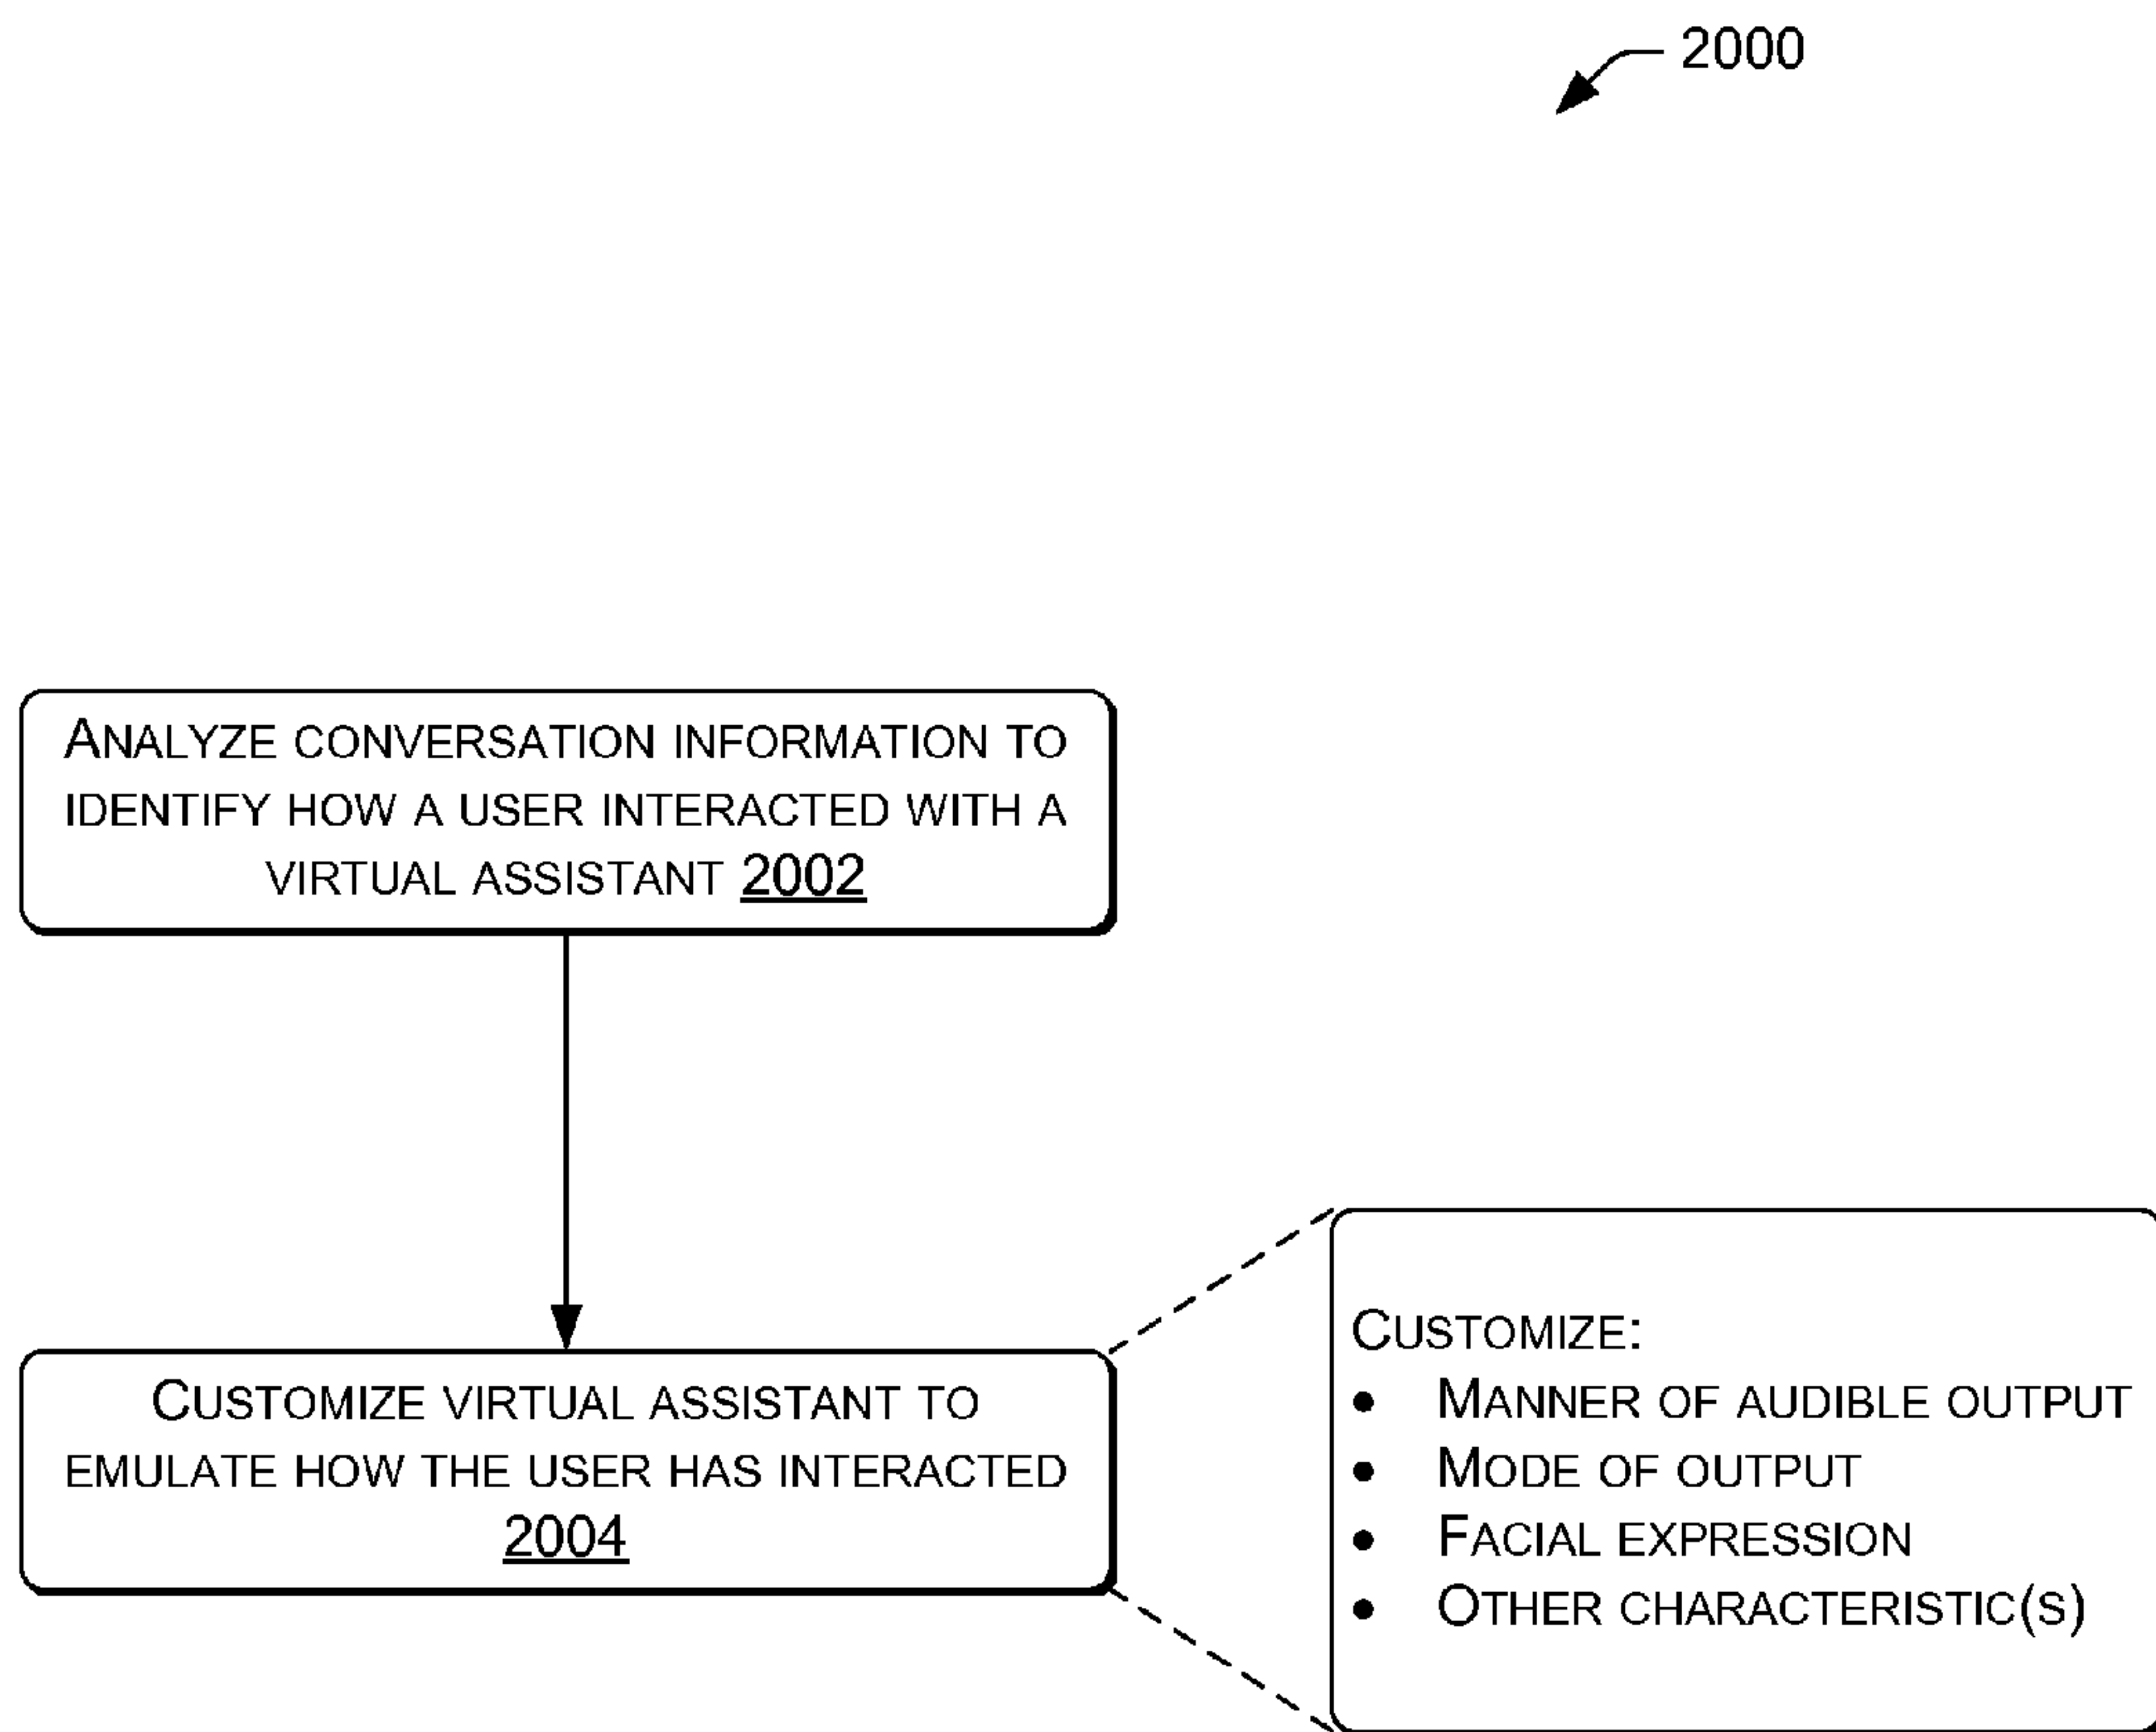 2000
ANALYZE CONVERSATION INFORMATION TO
IDENTIFY HOW A USER INTERACTED WITH A
VIRTUAL ASSISTANT 2002
CUSTOMIZE VIRTUAL ASSISTANT TO
EMULATE HOW THE USER HAS INTERACTED
2004
CUSTOMIZE:
• MANNER OF AUDIBLE OUTPUT
• MODE OF OUTPUT
• FACIAL EXPRESSION
• OTHER CHARACTERISTIC(S)